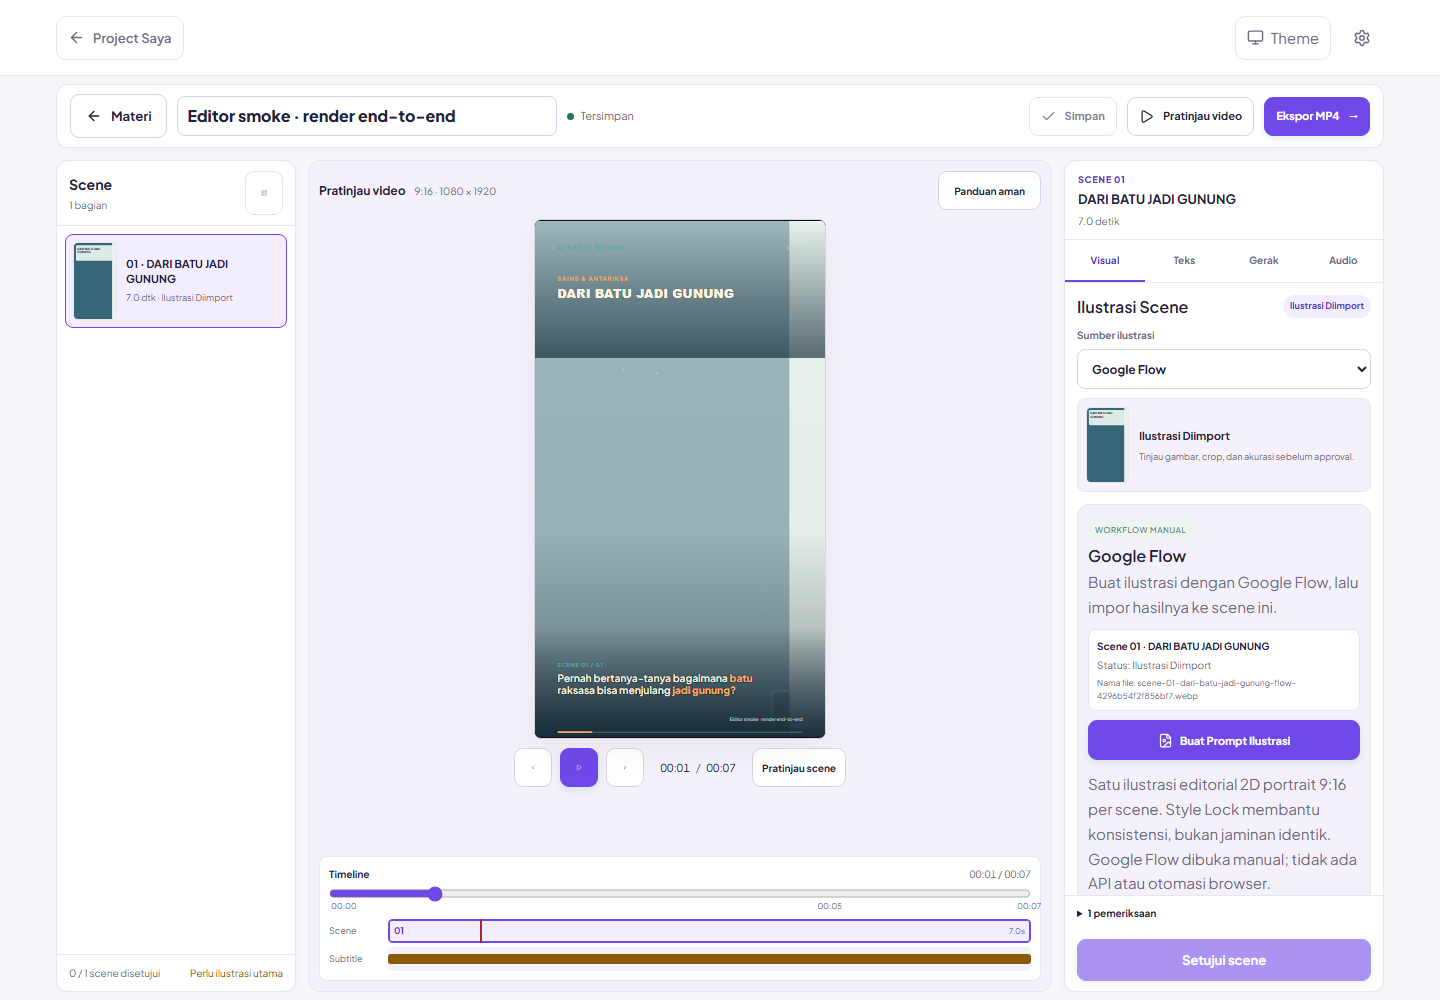 Project Saya
Theme
Materi
Editor smoke · render end-to-end
Tersimpan
Simpan
Pratinjau video
Ekspor MP4 →
Scene
1 bagian
01 · DARI BATU JADI
GUNUNG
7.0 dtk · Ilustrasi Diimport
0 / 1 scene disetujui
Perlu ilustrasi utama
Pratinjau video
9:16 · 1080 × 1920
Panduan aman
AI FACTS STUDIO
SAINS & ANTARIKSA
DARI BATU JADI GUNUNG
SCENE 01 / 01
Pernah bertanya-tanya bagaimana batu
raksasa bisa menjulang jadi gunung?
Editor smoke · render end-to-end
00:01 / 00:07
Pratinjau scene
Timeline
00:01 / 00:07
00:00
00:05
00:07
Scene
01
7.0s
Subtitle
SCENE 01
DARI BATU JADI GUNUNG
7.0 detik
Visual
Teks
Gerak
Audio
Ilustrasi Scene
Ilustrasi Diimport
Sumber ilustrasi
Google Flow
Ilustrasi Diimport
Tinjau gambar, crop, dan akurasi sebelum approval.
WORKFLOW MANUAL
Google Flow
Buat ilustrasi dengan Google Flow, lalu
impor hasilnya ke scene ini.
Scene 01 · DARI BATU JADI GUNUNG
Status: Ilustrasi Diimport
Nama file: scene-01-dari-batu-jadi-gunung-flow-
4296b54f2f856bf7.webp
Buat Prompt Ilustrasi
Satu ilustrasi editorial 2D portrait 9:16
per scene. Style Lock membantu
konsistensi, bukan jaminan identik.
Google Flow dibuka manual; tidak ada
API atau otomasi browser.
1 pemeriksaan
Setujui scene